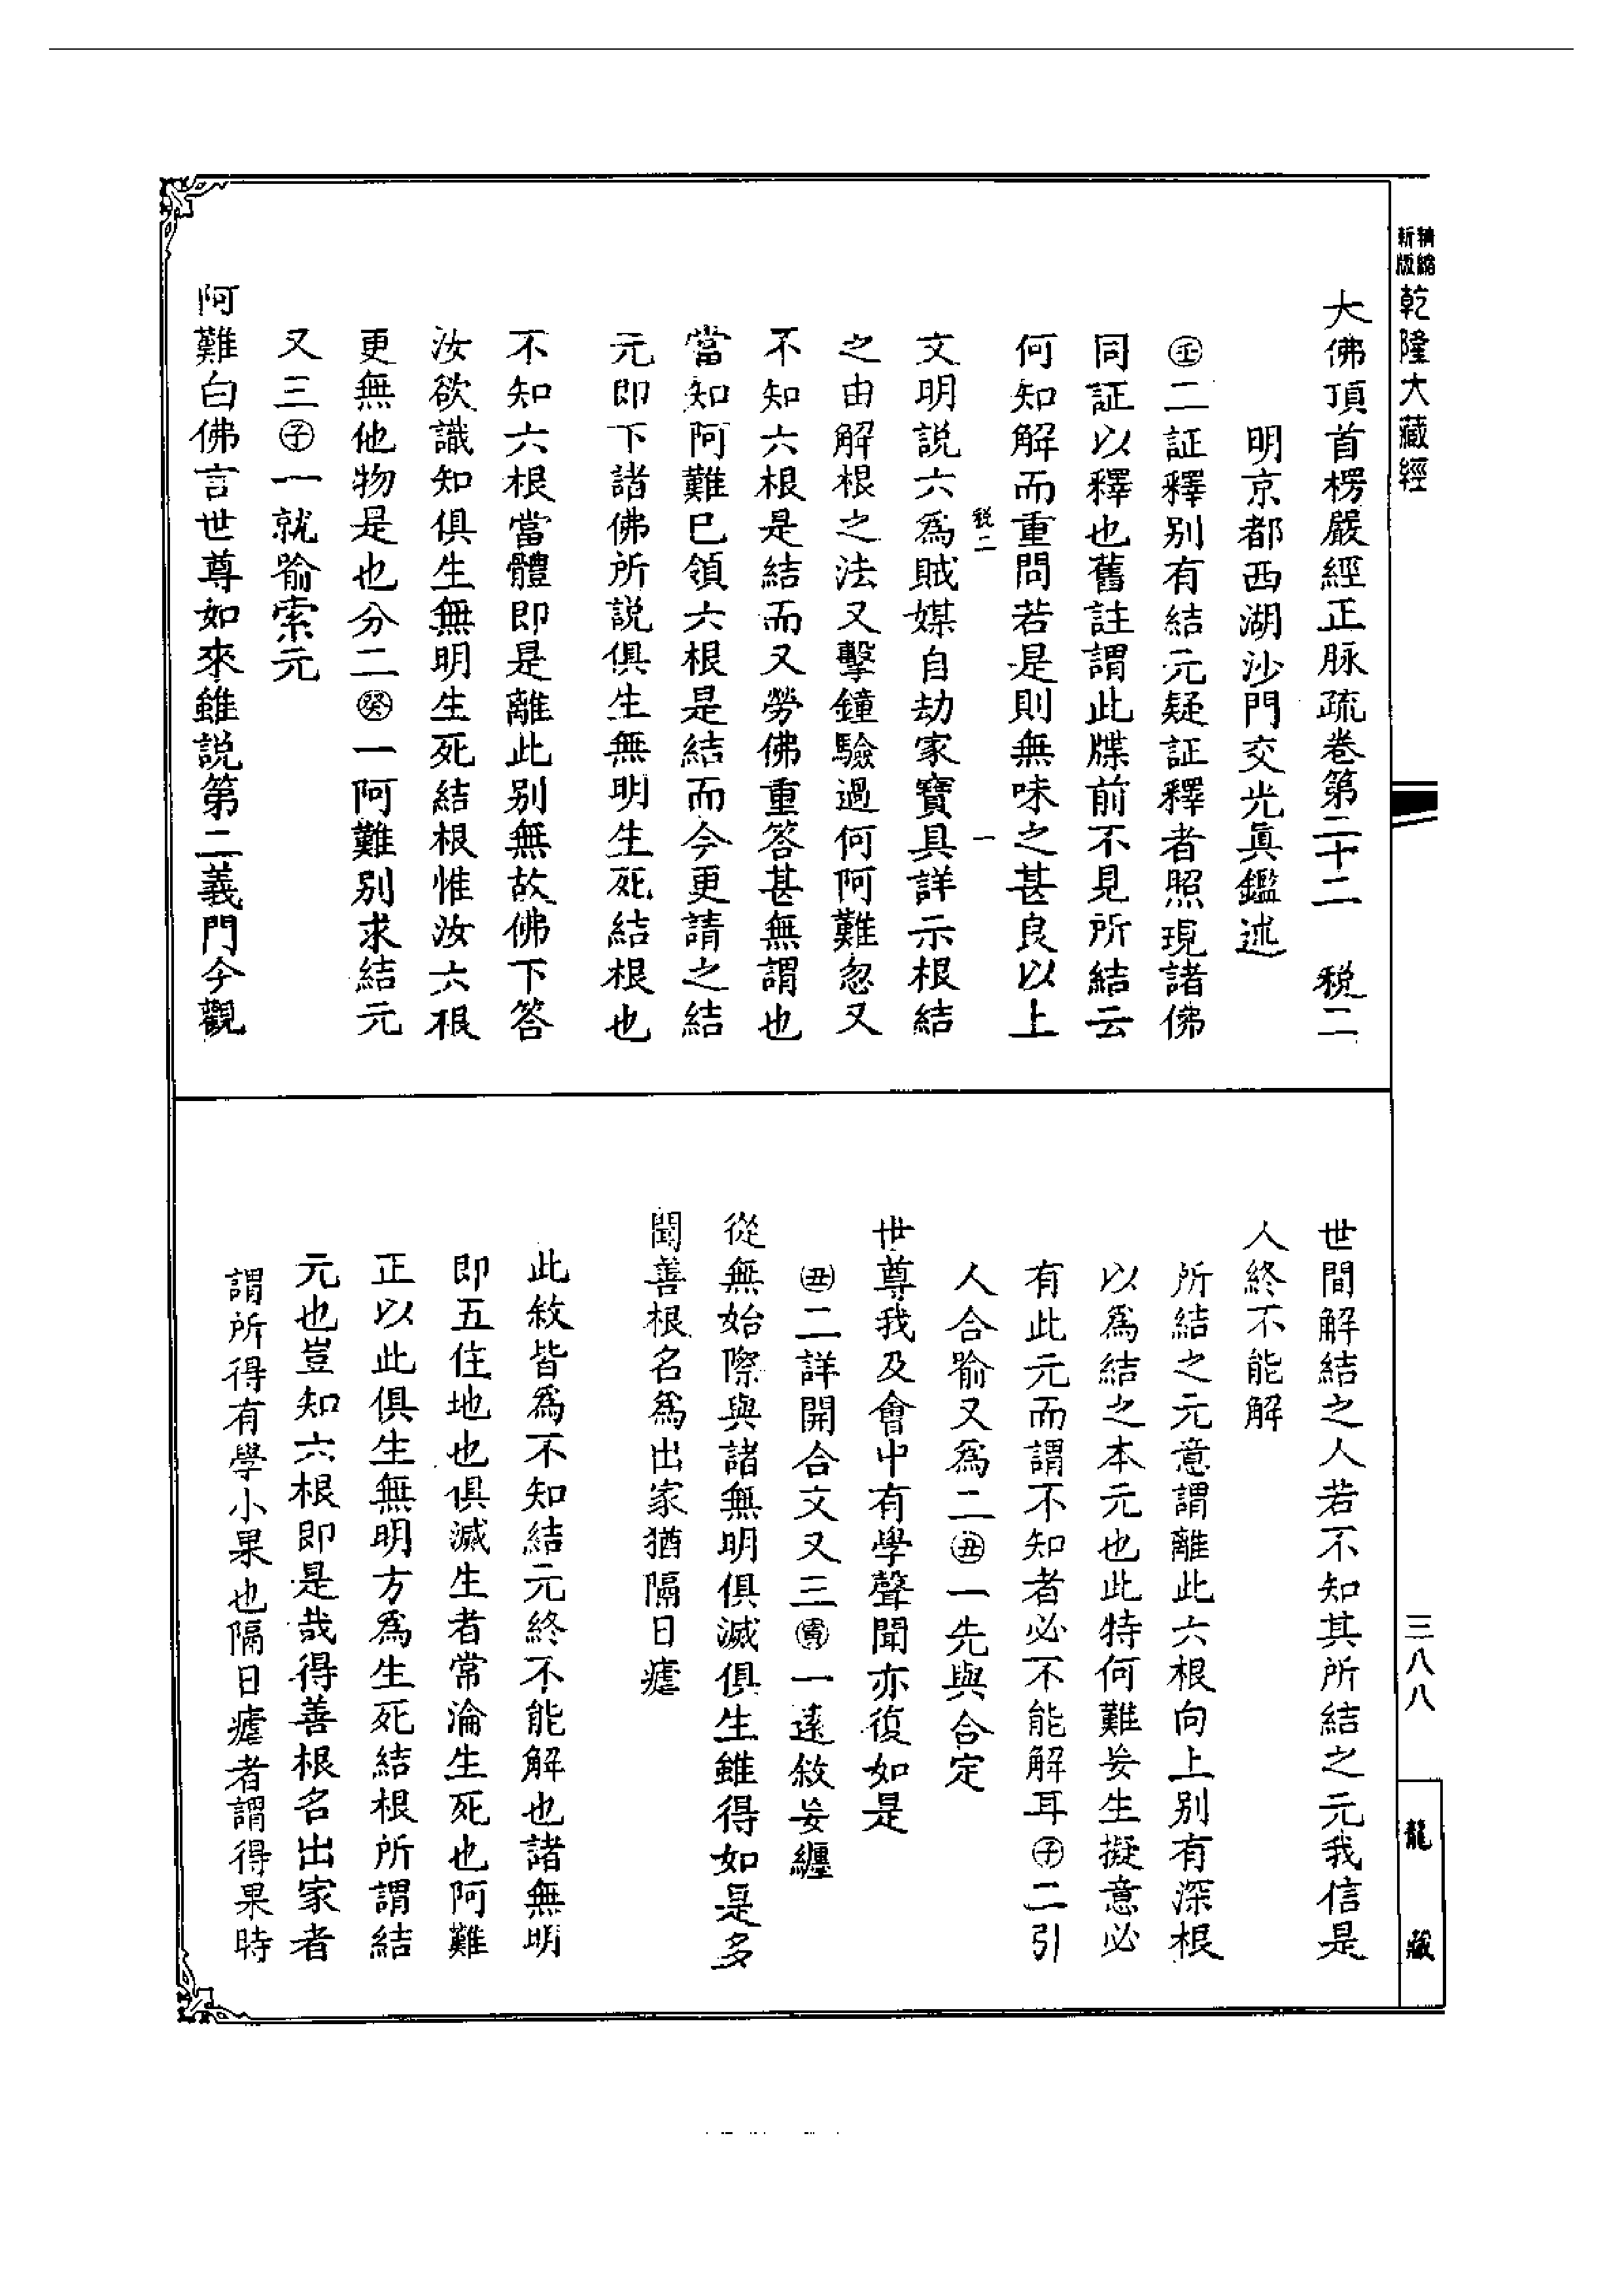 精縮新版乾隆大藏經
大佛頂首楞嚴經正脉疏卷第二十二　稅二
明京都西湖沙門交光眞鑑述
㊂二証釋別有結元疑証釋者照現諸佛
同証以釋也舊註謂此牒前不見所結云
何知解而重問若是則無味之甚良以上
稅二　一
文明説六爲賊媒自劫家寶具詳示根結
之由解根之法又擊鐘驗過何阿難忽又
不知六根是結而又勞佛重答甚無謂也
當知阿難巳領六根是結而今更請之結
元即下諸佛所説俱生無明生死結根也
不知六根當體即是離此別無故佛下答
汝欲識知俱生無明生死結根惟汝六根
更無他物是也分二㊌一阿難別求結元
又三㊊一就喻索元
阿難白佛言世尊如來雖説第二義門今觀
世間解結之人若不知其所結之元我信是
人終不能解
所結之元意謂離此六根向上別有深根
以爲結之本元也此特何難妄生擬意必
有此元而謂不知者必不能解耳子二引
人合喻又爲二丑一先與合定
世尊我及會中有學聲聞亦復如是
丑二詳開合文又三寅一遠敘妄纏
從無始際與諸無明俱滅俱生雖得如是多
聞善根名爲出家猶隔日瘧
此敘皆爲不知結元終不能解也諸無明
即五住地也俱滅生者常淪生死也阿難
正以此俱生無明方爲生死結根所謂結
元也豈知六根即是哉得善根名出家者
謂所得有學小果也隔日瘧者謂得果時
三八八
龍藏